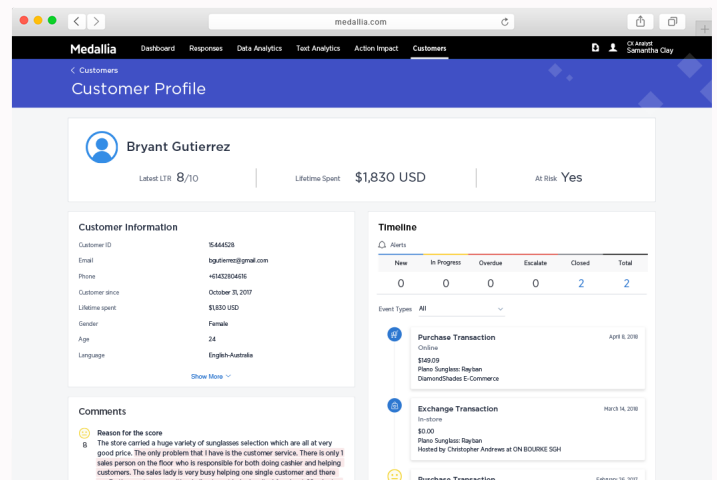 medallia.com
Medallia Dashboard Responses Data Analytics Text Analytics Action Impact Customers
CX Analyst
Samantha Clay
< Customers
Customer Profile
Bryant Gutierrez
Latest LTR 8/10 Lifetime Spent $1,830 USD At Risk Yes
Customer Information
Customer ID 15444528
Email bgutierrez@gmail.com
Phone +61432804616
Customer since October 31, 2017
Lifetime spent $1,830 USD
Gender Female
Age 24
Language English-Australia
Show More
Comments
Reason for the score
8
The store carried a huge variety of sunglasses selection which are all at very
good price. The only problem that I have is the customer service. There is only 1
sales person on the floor who is responsible for both doing cashier and helping
customers. The sales lady is very busy helping one single customer and there
Timeline
Alerts
New In Progress Overdue Escalate Closed Total
0 0 0 0 2 2
Event Types All
Purchase Transaction April 8, 2018
Online
$149.09
Plano Sunglass: Rayban
DiamondShades E-Commerce
Exchange Transaction March 14, 2018
In-store
$0.00
Plano Sunglass: Rayban
Hosted by Christopher Andrews at ON BOURKE SGH
Purchase Transaction